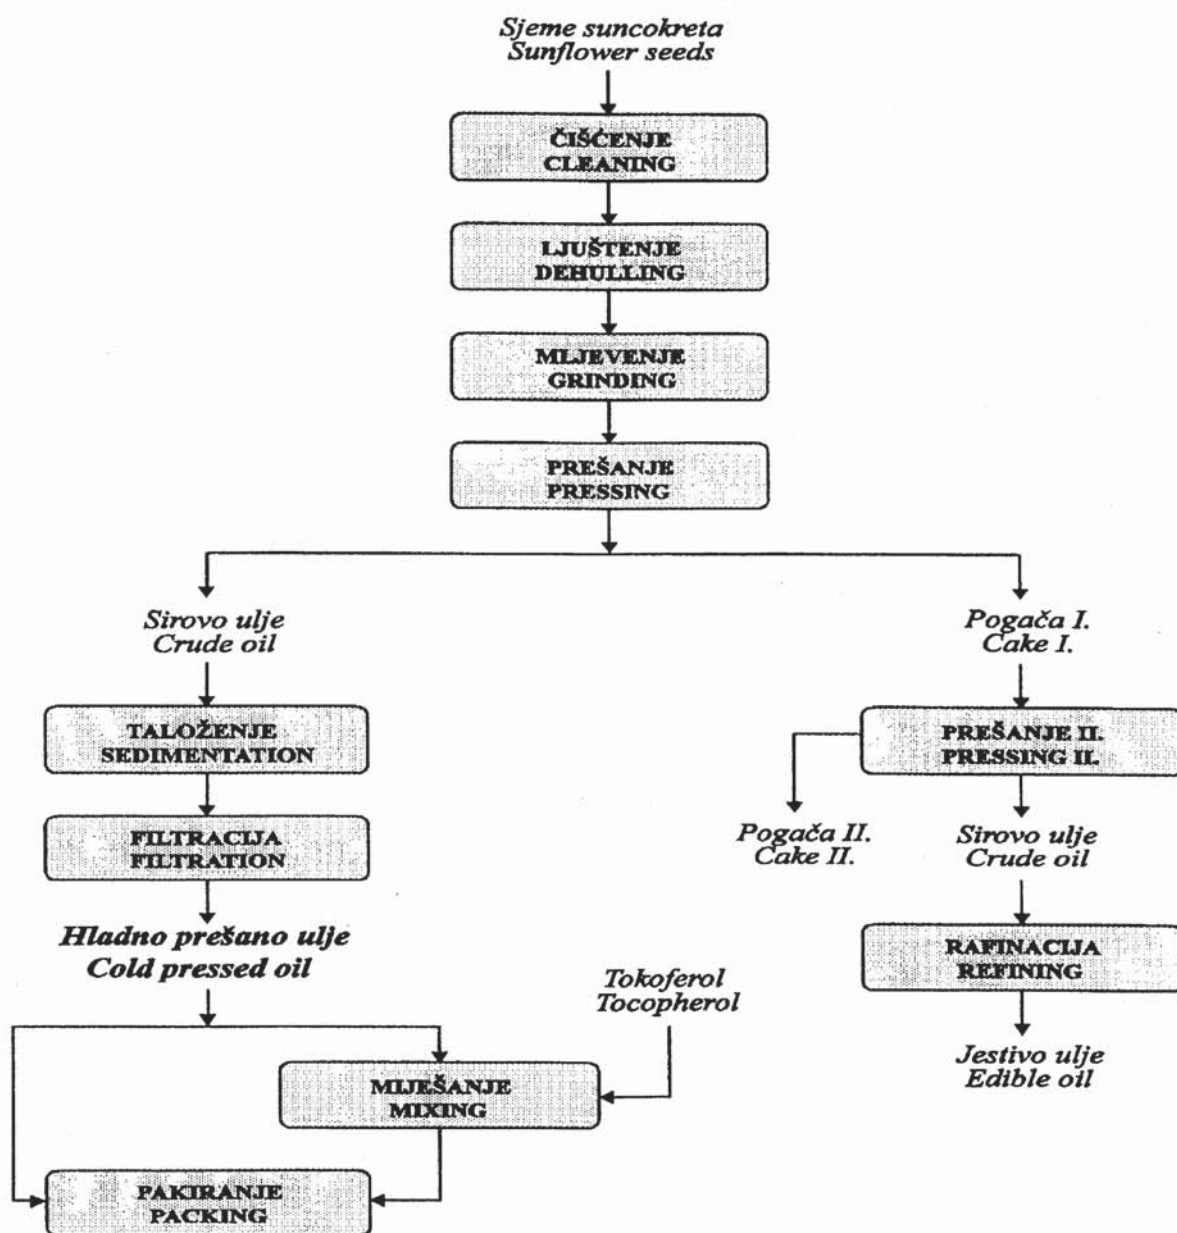 Sjeme suncokreta
Sunflower seeds
ČIŠĆENJE
CLEANING
LJUŠTENJE
DEHULLING
MLJEVENJE
GRINDING
PREŠANJE
PRESSING
Sirovo ulje
Crude oil
Pogača I.
Cake I.
TALOŽENJE
SEDIMENTATION
PREŠANJE II.
PRESSING II.
FILTRACIJA
FILTRATION
Pogača II.
Cake II.
Sirovo ulje
Crude oil
Hladno prešano ulje
Cold pressed oil
RAFINACIJA
REFINING
Tokoferol
Tocopherol
Jestivo ulje
Edible oil
MIJEŠANJE
MIXING
PAKIRANJE
PACKING